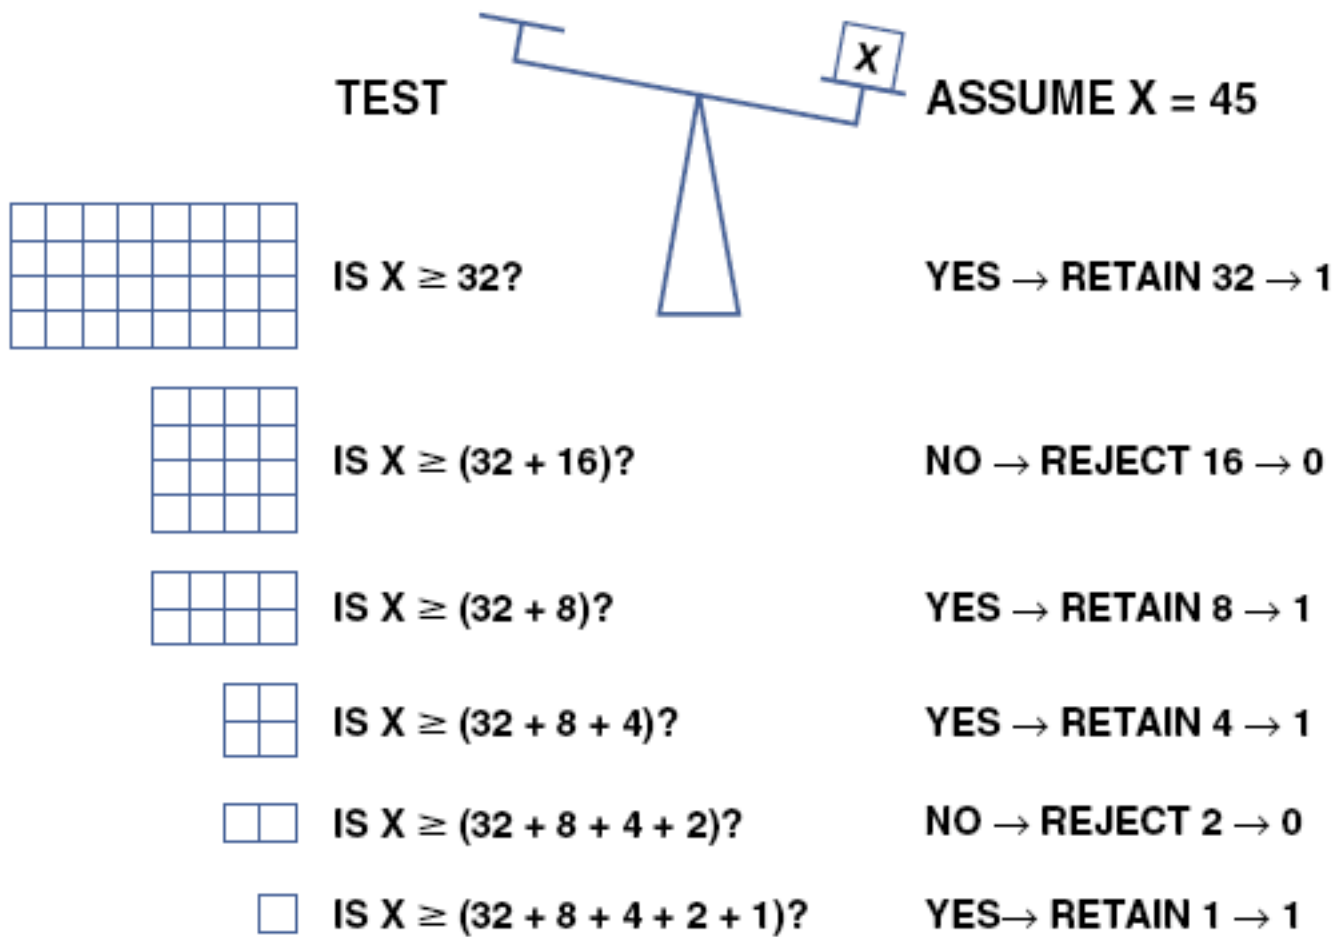 X
TEST ASSUME X = 45
IS X ≥ 32? YES → RETAIN 32 → 1
IS X ≥ (32 + 16)? NO → REJECT 16 → 0
IS X ≥ (32 + 8)? YES → RETAIN 8 → 1
IS X ≥ (32 + 8 + 4)? YES → RETAIN 4 → 1
IS X ≥ (32 + 8 + 4 + 2)? NO → REJECT 2 → 0
IS X ≥ (32 + 8 + 4 + 2 + 1)? YES→ RETAIN 1 → 1